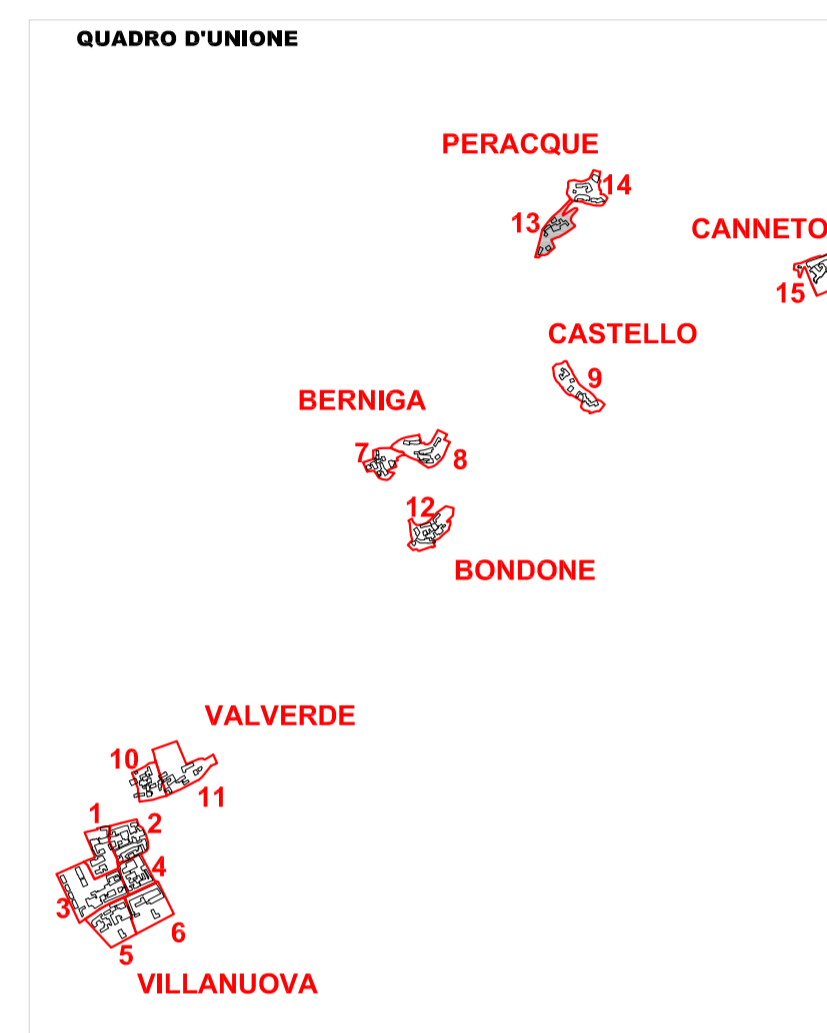 QUADRO D'UNIONE
PERACQUE
14
13
CANNETO
15
CASTELLO
9
BERNIGA
7
8
12
BONDONE
VALVERDE
10
11
1
2
4
3
6
5
VILLANUOVA